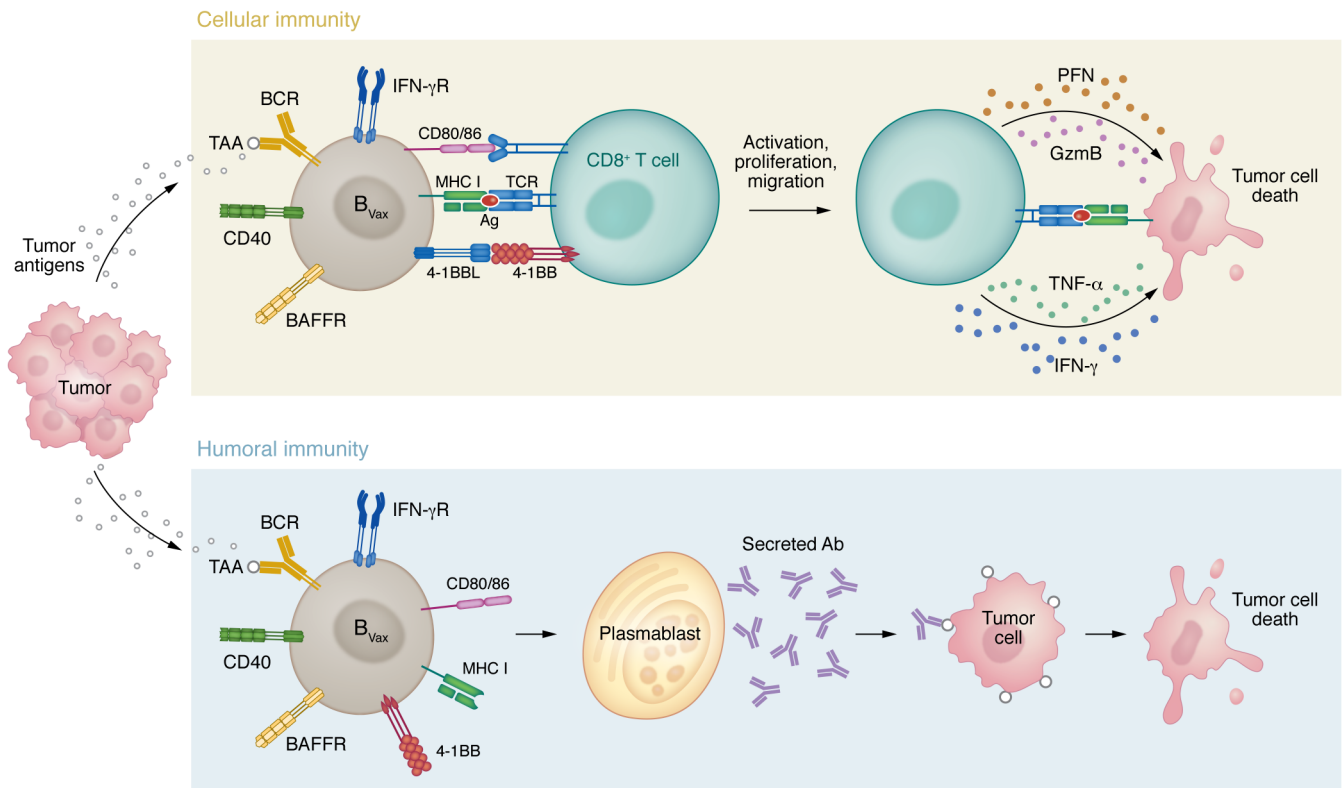 Cellular immunity
IFN-γR
BCR
TAA
CD80/86
CD8⁺ T cell
MHC I
TCR
Ag
B_Vax
CD40
4-1BBL
4-1BB
BAFFR
Activation,
proliferation,
migration
PFN
GzmB
Tumor cell
death
TNF-α
IFN-γ
Tumor
antigens
Tumor
Humoral immunity
IFN-γR
BCR
TAA
CD80/86
B_Vax
CD40
MHC I
BAFFR
4-1BB
Plasmablast
Secreted Ab
Tumor
cell
Tumor cell
death